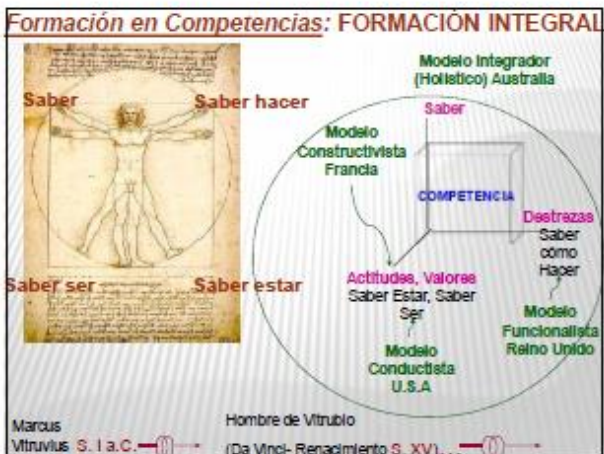 Formación en Competencias: FORMACIÓN INTEGRAL
Saber
Saber hacer
Saber ser
Saber estar
Modelo Integrador
(Holístico) Australia
Saber
Modelo
Constructivista
Francia
COMPETENCIA
Destrezas
Saber
cómo
Hacer
Actitudes, Valores
Saber Estar, Saber
Ser
Modelo
Funcionalista
Reino Unido
Modelo
Conductista
U.S.A
Marcus
Vitruvius S. I a.C.
Hombre de Vitrubio
(Da Vinci- Renacimiento S. XV)...